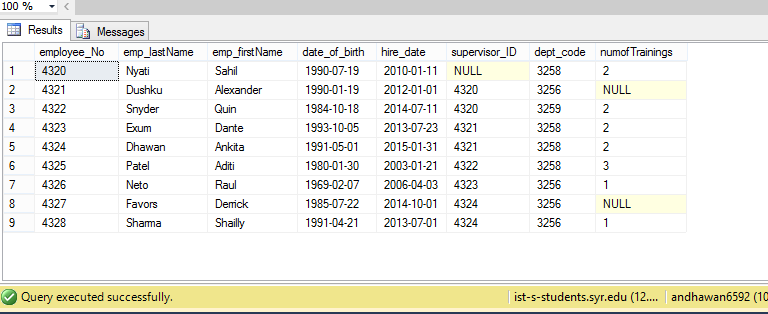 100 %
Results Messages
employee_No emp_lastName emp_firstName date_of_birth hire_date supervisor_ID dept_code numofTrainings
1 4320 Nyati Sahil 1990-07-19 2010-01-11 NULL 3258 2
2 4321 Dushku Alexander 1990-01-19 2012-01-01 4320 3256 NULL
3 4322 Snyder Quin 1984-10-18 2014-07-11 4320 3259 2
4 4323 Exum Dante 1993-10-05 2013-07-23 4321 3258 2
5 4324 Dhawan Ankita 1991-05-01 2015-01-31 4321 3258 2
6 4325 Patel Aditi 1980-01-30 2003-01-21 4322 3258 3
7 4326 Neto Raul 1969-02-07 2006-04-03 4323 3256 1
8 4327 Favors Derrick 1985-07-22 2014-10-01 4324 3256 NULL
9 4328 Sharma Shailly 1991-04-21 2013-07-01 4324 3256 1
Query executed successfully. ist-s-students.syr.edu (12.... andhawan6592 (10